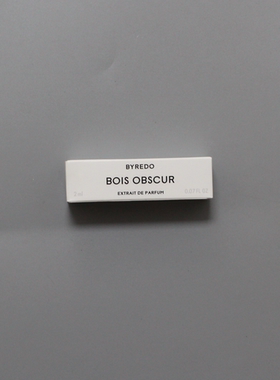 BYREDO
BOIS OBSCUR
EXTRAIT DE PARFUM